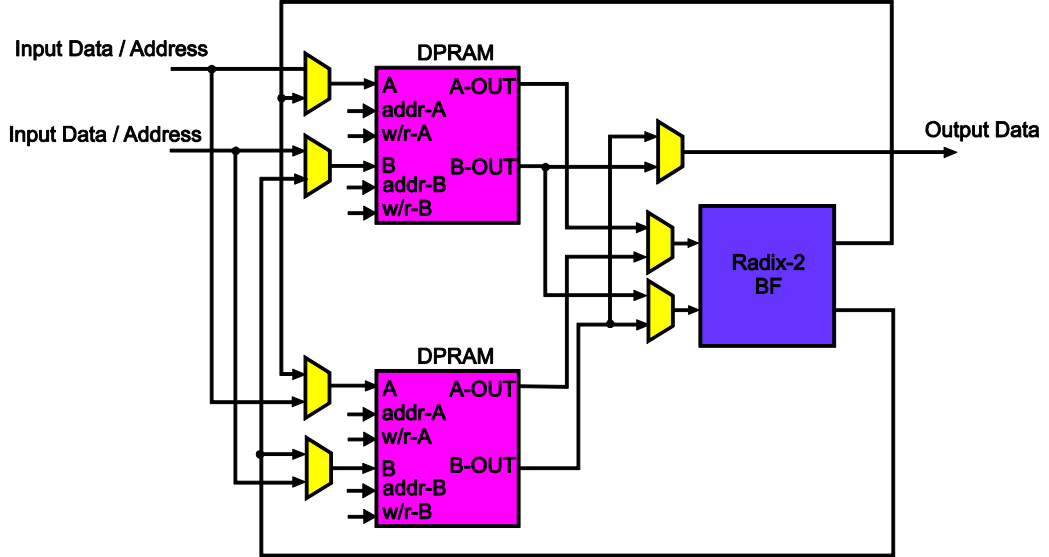 Input Data / Address
Input Data / Address
DPRAM
A
A-OUT
addr-A
w/r-A
B
B-OUT
addr-B
w/r-B
Output Data
Radix-2
BF
DPRAM
A
A-OUT
addr-A
w/r-A
B
B-OUT
addr-B
w/r-B